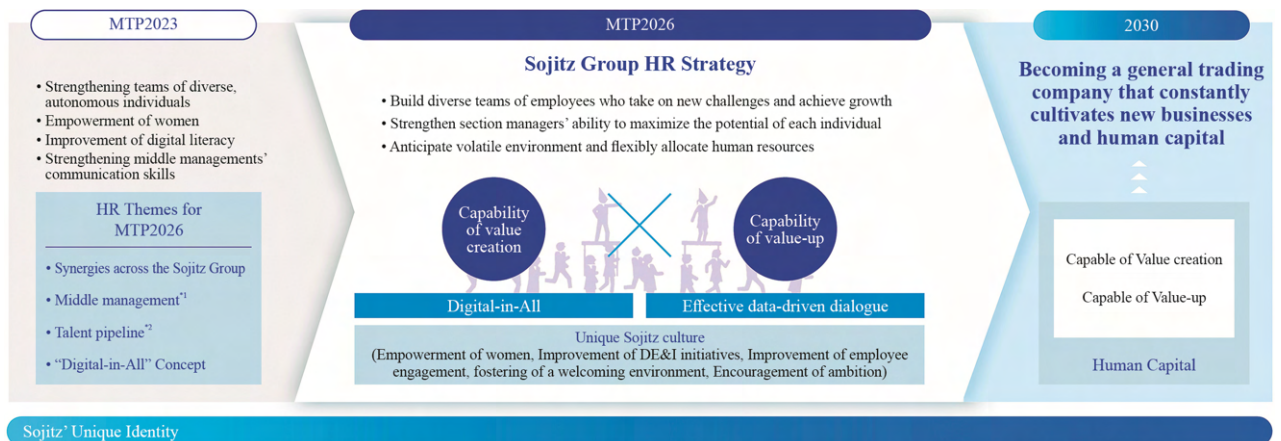 MTP2023
• Strengthening teams of diverse,
autonomous individuals
• Empowerment of women
• Improvement of digital literacy
• Strengthening middle managements’
communication skills
HR Themes for
MTP2026
• Synergies across the Sojitz Group
• Middle management*1
• Talent pipeline*2
• “Digital-in-All” Concept
MTP2026
Sojitz Group HR Strategy
• Build diverse teams of employees who take on new challenges and achieve growth
• Strengthen section managers’ ability to maximize the potential of each individual
• Anticipate volatile environment and flexibly allocate human resources
Capability
of value
creation
Capability
of value-up
Digital-in-All
Effective data-driven dialogue
Unique Sojitz culture
(Empowerment of women, Improvement of DE&I initiatives, Improvement of employee
engagement, fostering of a welcoming environment, Encouragement of ambition)
2030
Becoming a general trading
company that constantly
cultivates new businesses
and human capital
Capable of Value creation
Capable of Value-up
Human Capital
Sojitz’ Unique Identity